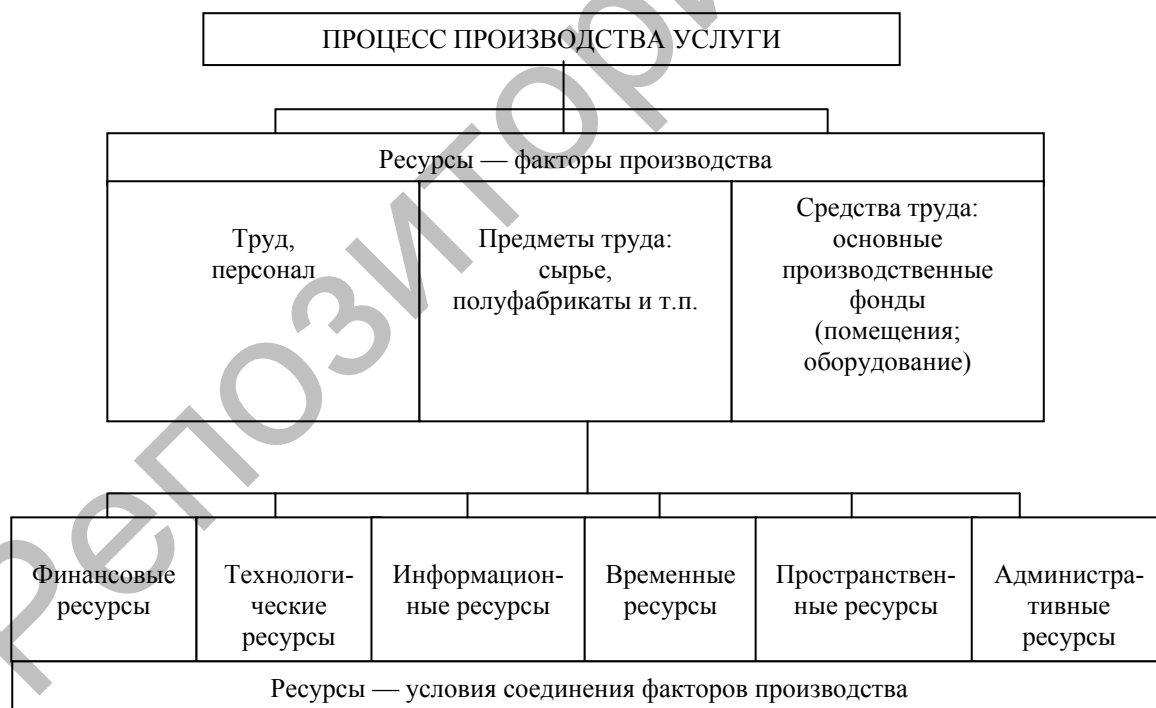 ПРОЦЕСС ПРОИЗВОДСТВА УСЛУГИ
Ресурсы — факторы производства
Труд,
персонал
Предметы труда:
сырье,
полуфабрикаты и т.п.
Средства труда:
основные
производственные
фонды
(помещения;
оборудование)
Финансовые
ресурсы
Технологи-
ческие
ресурсы
Информацион-
ные ресурсы
Временные
ресурсы
Пространствен-
ные ресурсы
Администра-
тивные
ресурсы
Ресурсы — условия соединения факторов производства
Репозитори